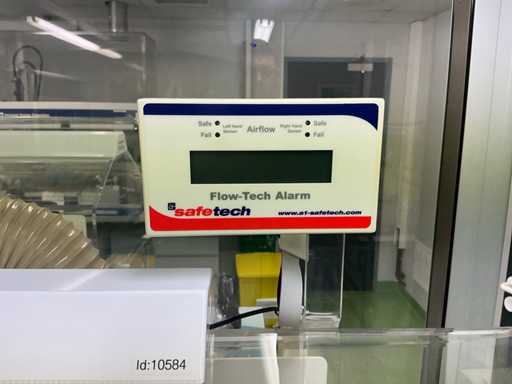 Safe Left Hand Sensor Airflow Right Hand Sensor Safe
Fail Fail
Flow-Tech Alarm
safetech www.a1-safetech.com
Id:10584